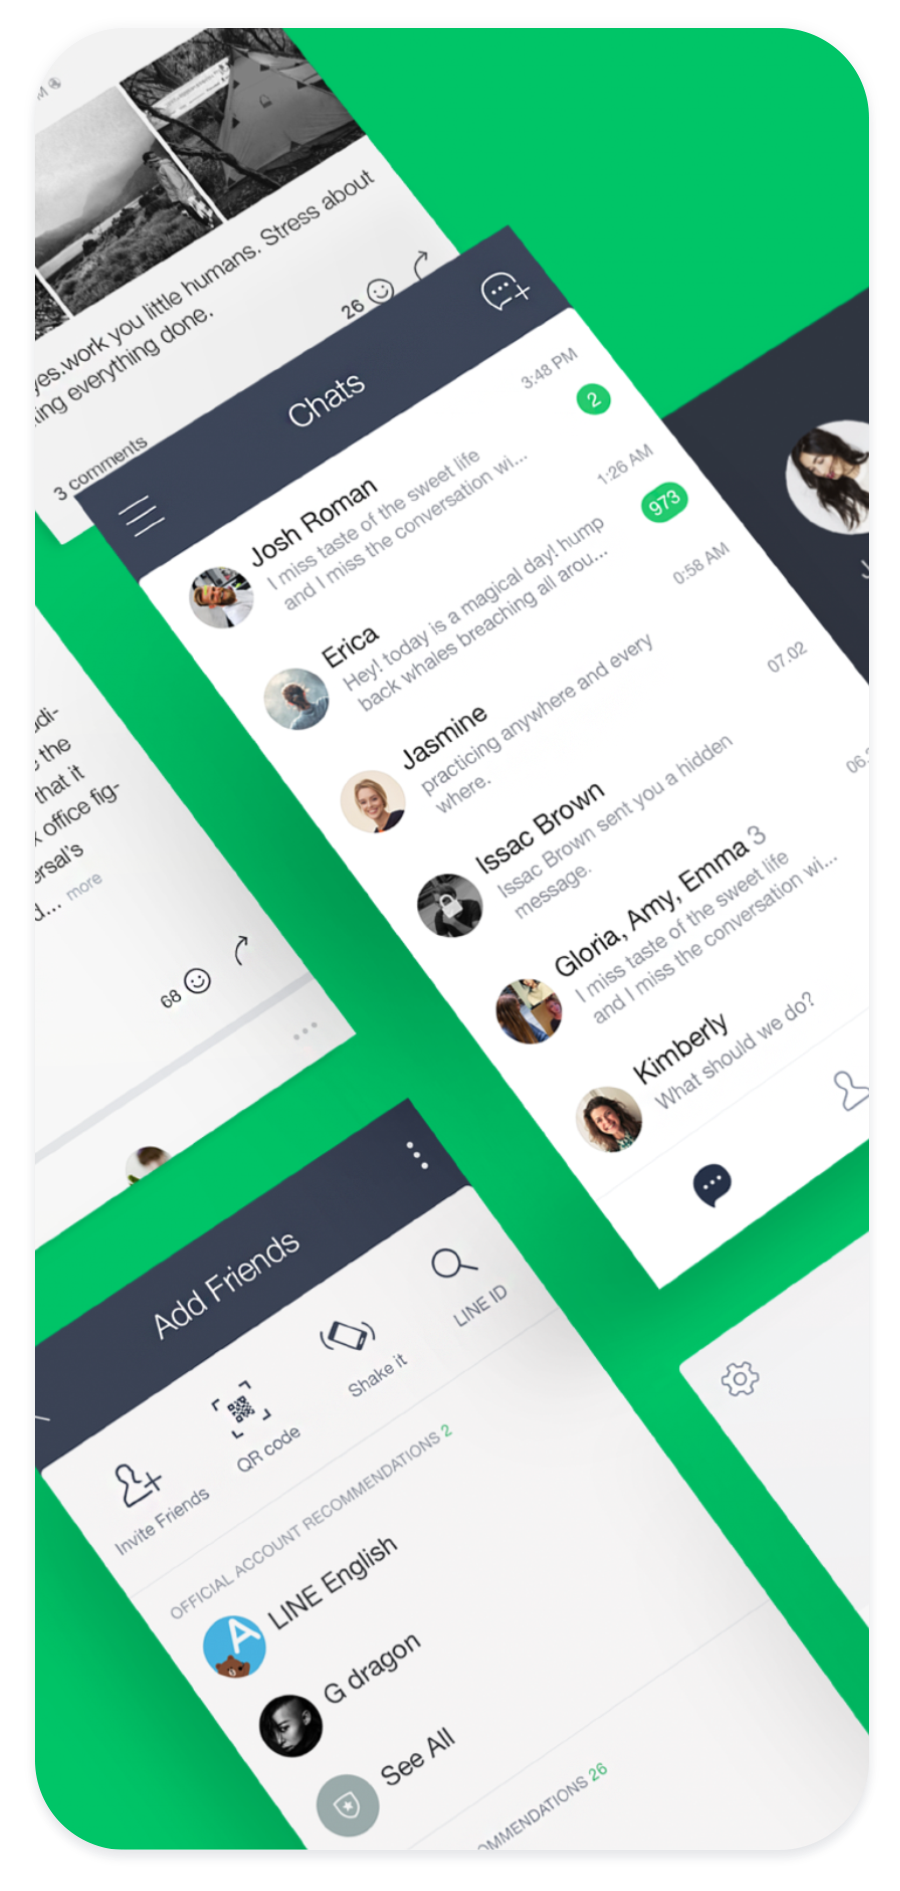 yes.work you little humans. Stress about
ing everything done.
26
3 comments
Chats
Josh Roman
3:48 PM
I miss taste of the sweet life
and I miss the conversation wi...
2
Erica
1:26 AM
Hey! today is a magical day! hump
back whales breaching all arou...
973
Jasmine
0:58 AM
practicing anywhere and every
where.
Issac Brown
07.02
Issac Brown sent you a hidden
message.
Gloria, Amy, Emma 3
06.
I miss taste of the sweet life
and I miss the conversation wi...
Kimberly
What should we do?
the
that it
office fig-
ersal's
d... more
68
Add Friends
Invite Friends
QR code
Shake it
LINE ID
OFFICIAL ACCOUNT RECOMMENDATIONS 2
LINE English
G dragon
See All
OMMENDATIONS 26